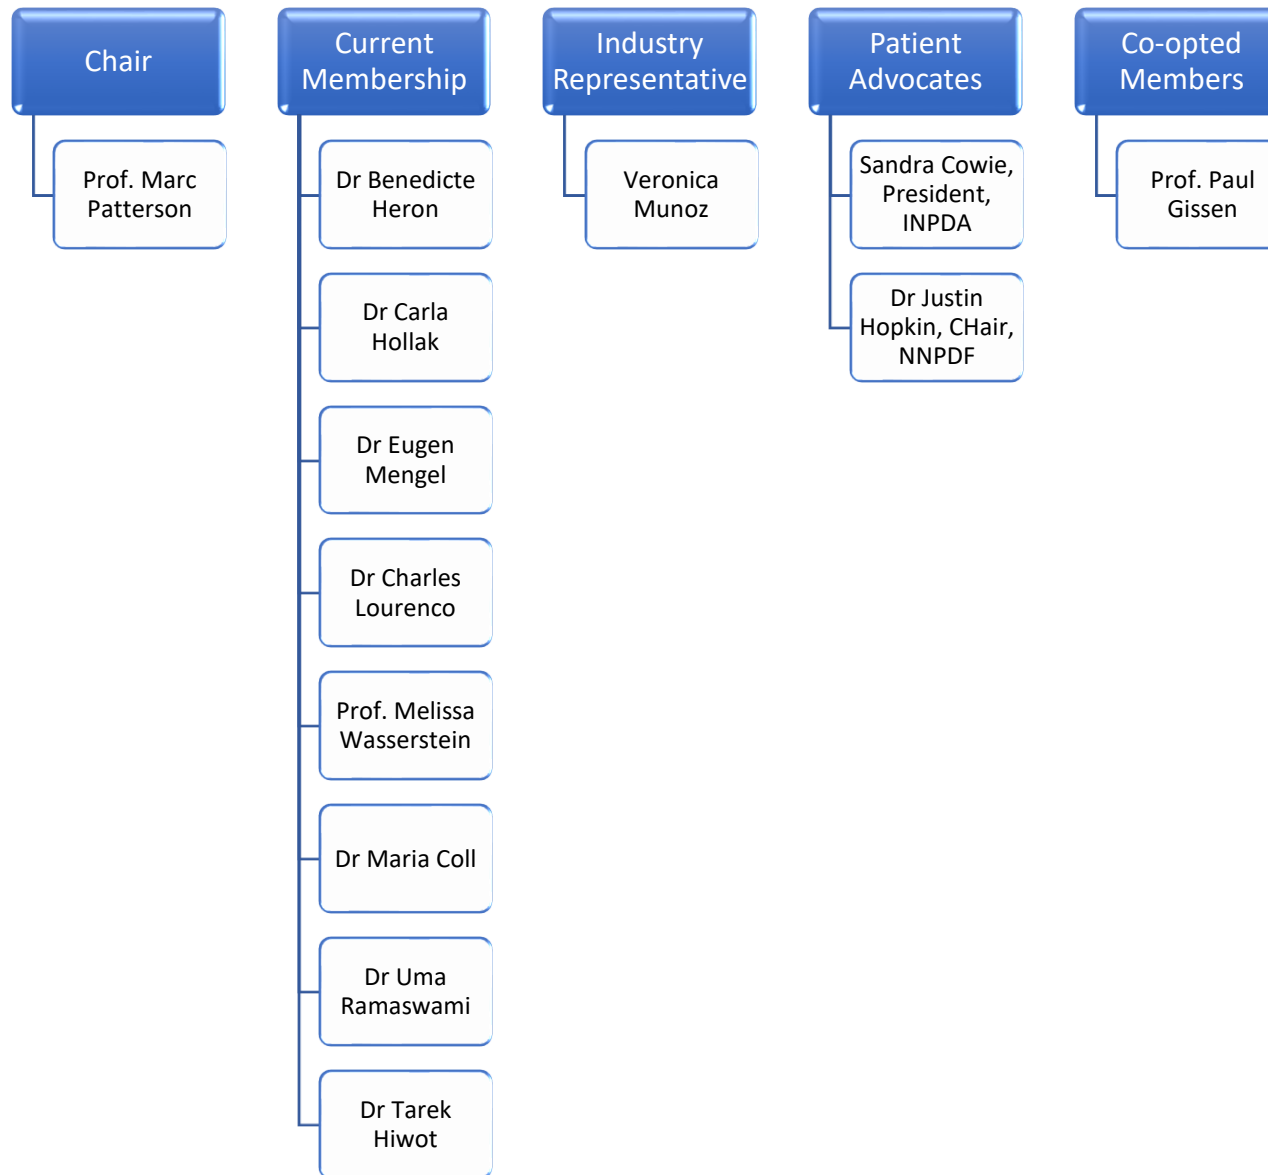 Chair
Prof. Marc
Patterson
Current
Membership
Dr Benedicte
Heron
Dr Carla
Hollak
Dr Eugen
Mengel
Dr Charles
Lourenco
Prof. Melissa
Wasserstein
Dr Maria Coll
Dr Uma
Ramaswami
Dr Tarek
Hiwot
Industry
Representative
Veronica
Munoz
Patient
Advocates
Sandra Cowie,
President,
INPDA
Dr Justin
Hopkin, CHair,
NNPDF
Co-opted
Members
Prof. Paul
Gissen